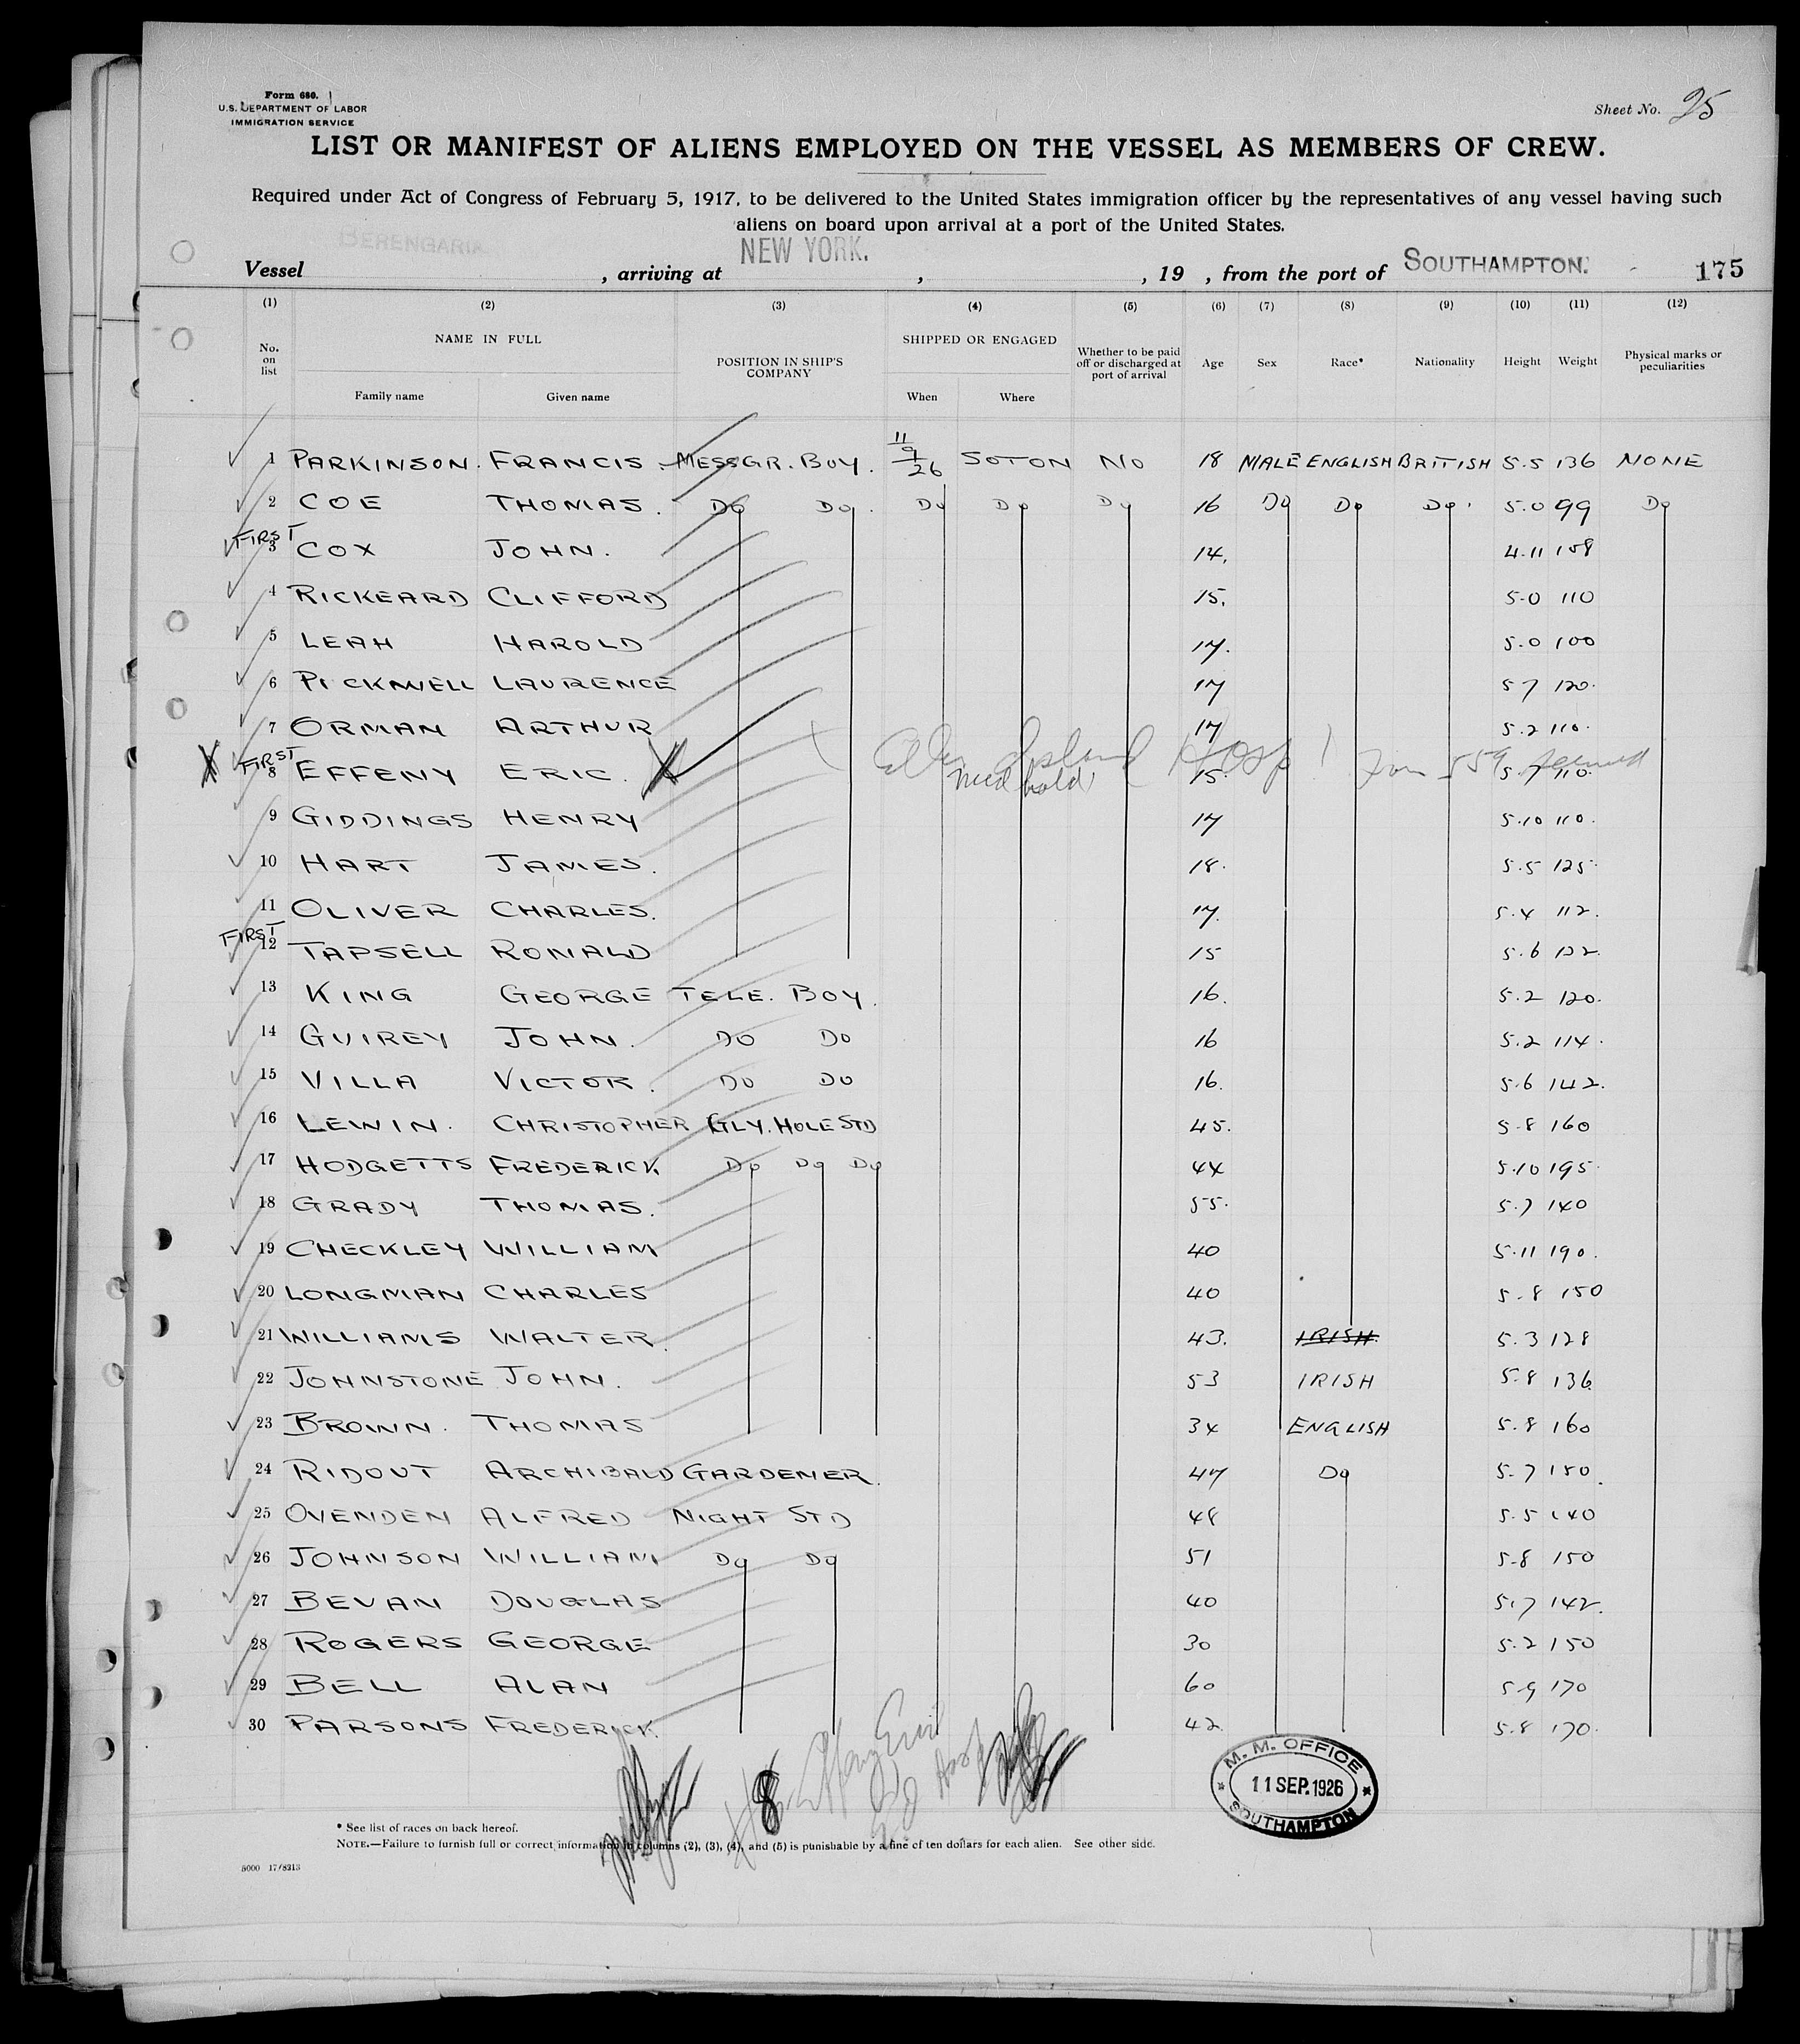 Form 680.
U.S. DEPARTMENT OF LABOR
IMMIGRATION SERVICE
Sheet No. 25
LIST OR MANIFEST OF ALIENS EMPLOYED ON THE VESSEL AS MEMBERS OF CREW.
Required under Act of Congress of February 5, 1917, to be delivered to the United States immigration officer by the representatives of any vessel having such
aliens on board upon arrival at a port of the United States.
Vessel BERENGARIA, arriving at NEW YORK. , , 19 , from the port of SOUTHAMPTON. 175
(1) (2) (3) (4) (5) (6) (7) (8) (9) (10) (11) (12)
No. on list NAME IN FULL POSITION IN SHIP'S COMPANY SHIPPED OR ENGAGED Whether to be paid off or discharged at port of arrival Age Sex Race* Nationality Height Weight Physical marks or peculiarities
Family name Given name When Where
1 PARKINSON. FRANCIS. MESSGR. BOY. 11/9/26 SOTON NO 18 MALE ENGLISH BRITISH 5.5 136 NONE
2 COE THOMAS. DO DO. DO DO DO 16 DO DO DO. 5.0 99 DO
FIRST
3 COX JOHN. 14. 4.11 108
4 RICKEARD CLIFFORD 15. 5.0 110
5 LEAH HAROLD 17. 5.0 100
6 PICKNELL LAURENCE 17 5 7 120.
7 ORMAN ARTHUR 17 5.2 110.
X FIRST
8 EFFENY ERIC. X Ellis Island Hosp 15. 5.7 110.
Med hold
9 GIDDINGS HENRY 17 5.10 110.
10 HART JAMES. 18. 5.5 125.
11 OLIVER CHARLES. 17. 5.4 112.
FIRST
12 TAPSELL RONALD 15 5.6 122.
13 KING GEORGE TELE. BOY. 16. 5.2 120.
14 GUIREY JOHN. DO DO 16 5.2 114.
15 VILLA VICTOR. DO DO 16. 5.6 142.
16 LEWIN. CHRISTOPHER GLY. HOLE STD 45. 5.8 160
17 HODGETTS FREDERICK DO DO DO 44 5.10 195.
18 GRADY THOMAS. 55. 5.7 140
19 CHECKLEY WILLIAM 40 5.11 190.
20 LONGMAN CHARLES 40 5.8 150
21 WILLIAMS WALTER. 43. IRISH 5.3 128
22 JOHNSTONE JOHN. 53 IRISH 5.8 136
23 BROWN. THOMAS 34 ENGLISH 5.8 160
24 RIDOUT ARCHIBALD GARDENER. 47 DO 5.7 150.
25 OVENDEN ALFRED NIGHT STD 48 5.5 140
26 JOHNSON WILLIAM DO DO 51 5.8 150
27 BEVAN DOUGLAS 40 5.7 142.
28 ROGERS GEORGE 30 5.2 150
29 BELL ALAN 60 5.9 170
30 PARSONS FREDERICK 42 5.8 170.
8
M. M. OFFICE
11 SEP. 1926
SOUTHAMPTON
* See list of races on back hereof.
NOTE.—Failure to furnish full or correct information in columns (2), (3), (4), and (5) is punishable by a fine of ten dollars for each alien. See other side.
5000 17/8213